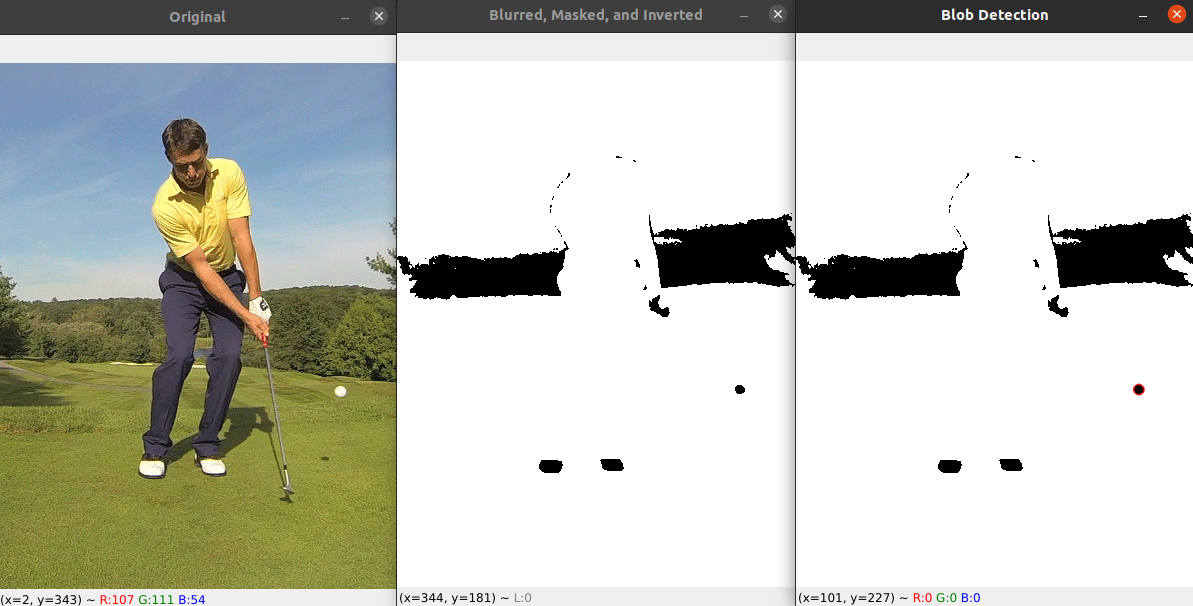 Original
Blurred, Masked, and Inverted
Blob Detection
(x=2, y=343) ~ R:107 G:111 B:54
(x=344, y=181) ~ L:0
(x=101, y=227) ~ R:0 G:0 B:0